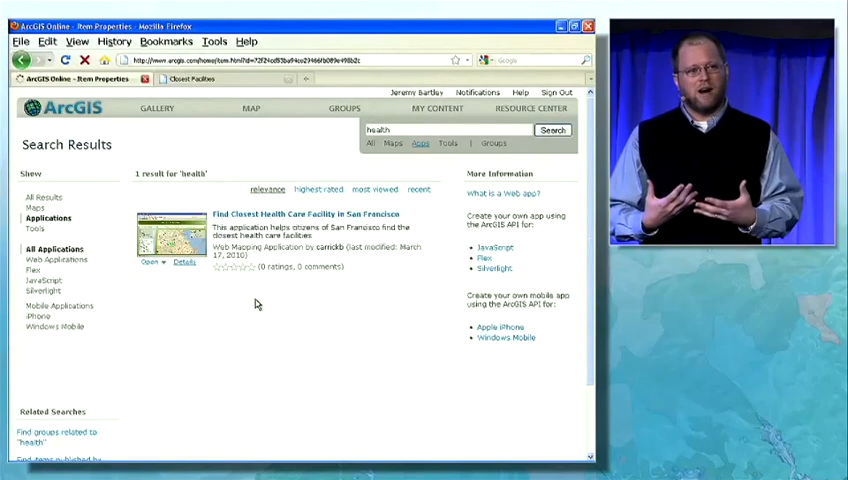 ArcGIS Online - Item Properties - Mozilla Firefox
File Edit View History Bookmarks Tools Help
Google
ArcGIS Online - Item Properties
Closest Facilities
Jeremy Bartley Notifications Help Sign Out
ArcGIS GALLERY MAP GROUPS MY CONTENT RESOURCE CENTER
health Search
All Maps Apps Tools Groups
Search Results
Show
All Results
Maps
Applications
Tools
All Applications
Web Applications
Flex
JavaScript
Silverlight
Mobile Applications
iPhone
Windows Mobile
Related Searches
Find groups related to
"health"
Find items published by
1 result for 'health'
relevance highest rated most viewed recent
Find Closest Health Care Facility in San Francisco
This application helps citizens of San Francisco find the
closest health care facilities
Web Mapping Application by carrickb (last modified: March
17, 2010)
Open Details
(0 ratings, 0 comments)
More Information
What is a Web app?
Create your own app using
the ArcGIS API for:
JavaScript
Flex
Silverlight
Create your own mobile app
using the ArcGIS API for:
Apple iPhone
Windows Mobile